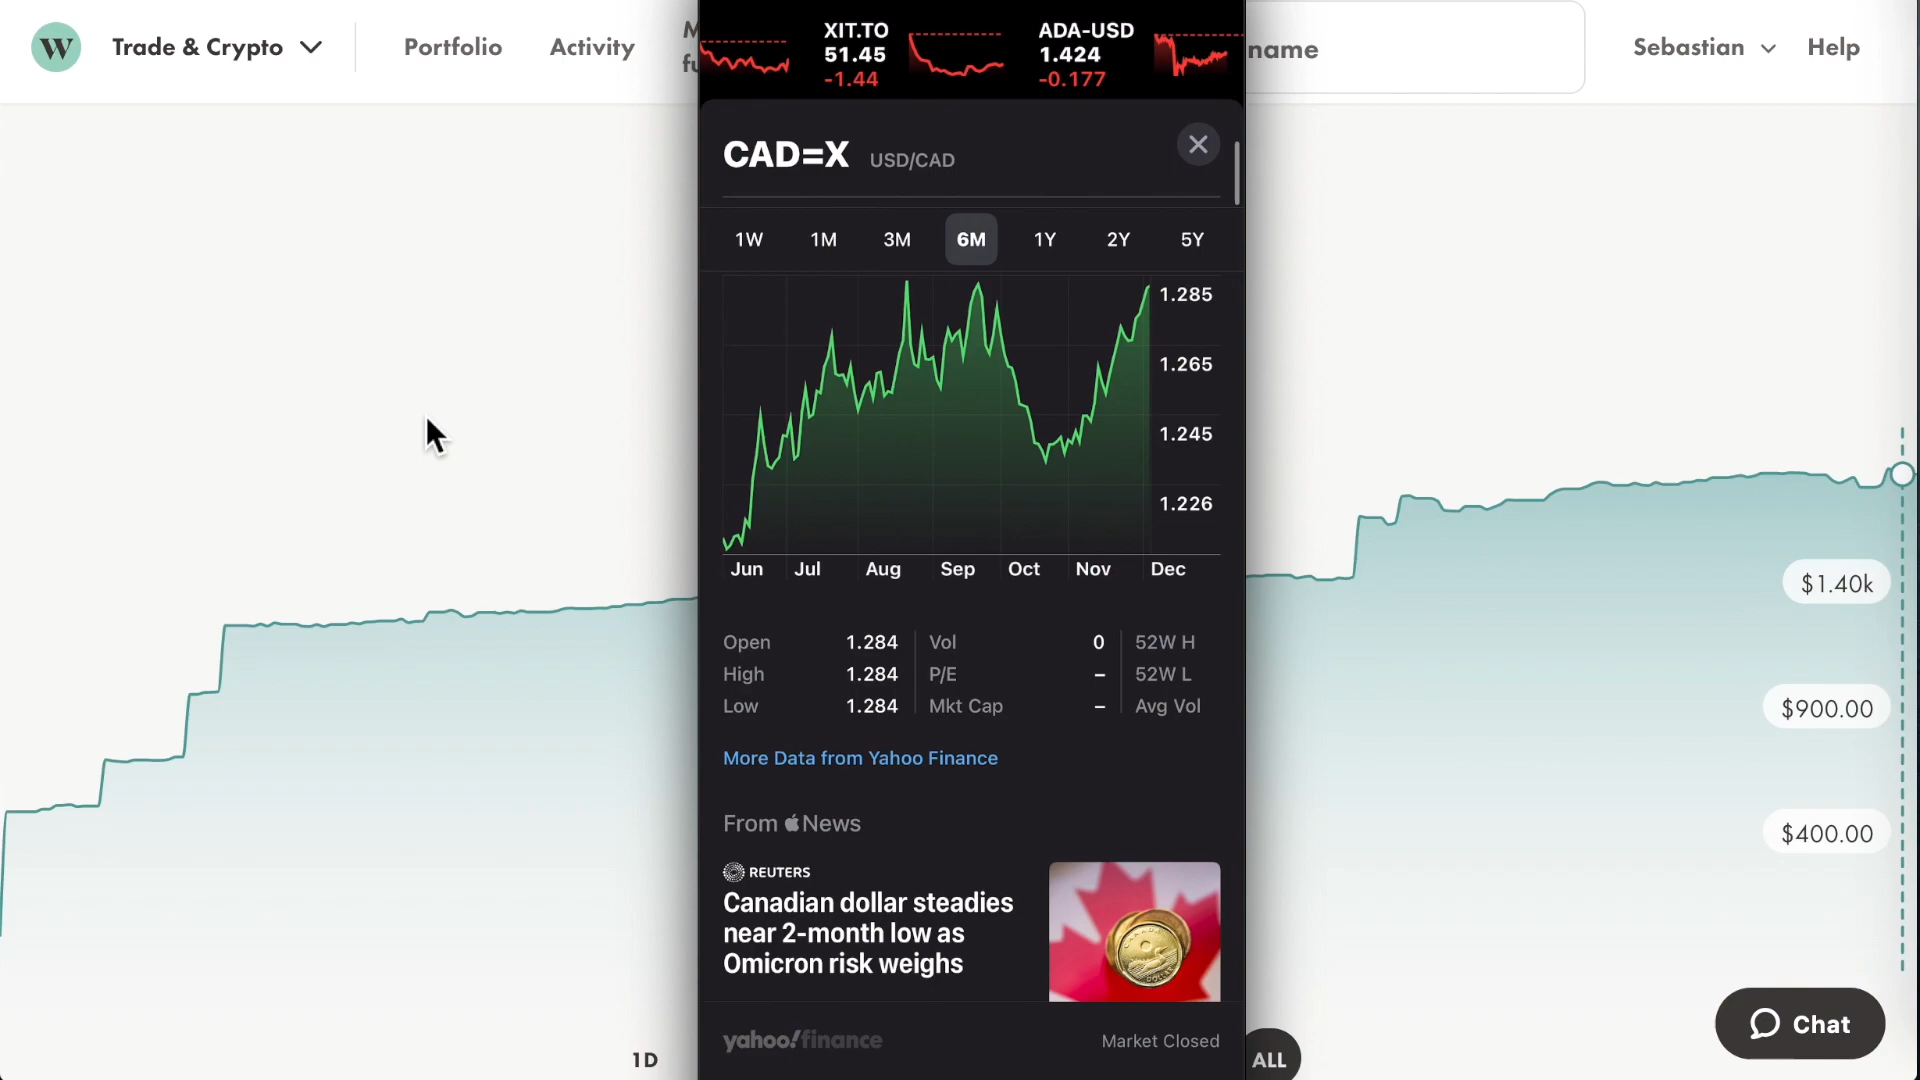 W
Trade & Crypto
Portfolio
Activity
name
Sebastian
Help
XIT.TO
51.45
-1.44
ADA-USD
1.424
-0.177
CAD=X USD/CAD
1W 1M 3M 6M 1Y 2Y 5Y
1.285
1.265
1.245
1.226
Jun Jul Aug Sep Oct Nov Dec
Open 1.284 Vol 0 52W H
High 1.284 P/E – 52W L
Low 1.284 Mkt Cap – Avg Vol
More Data from Yahoo Finance
From News
REUTERS
Canadian dollar steadies
near 2-month low as
Omicron risk weighs
yahoo!finance Market Closed
$1.40k
$900.00
$400.00
1D
ALL
Chat